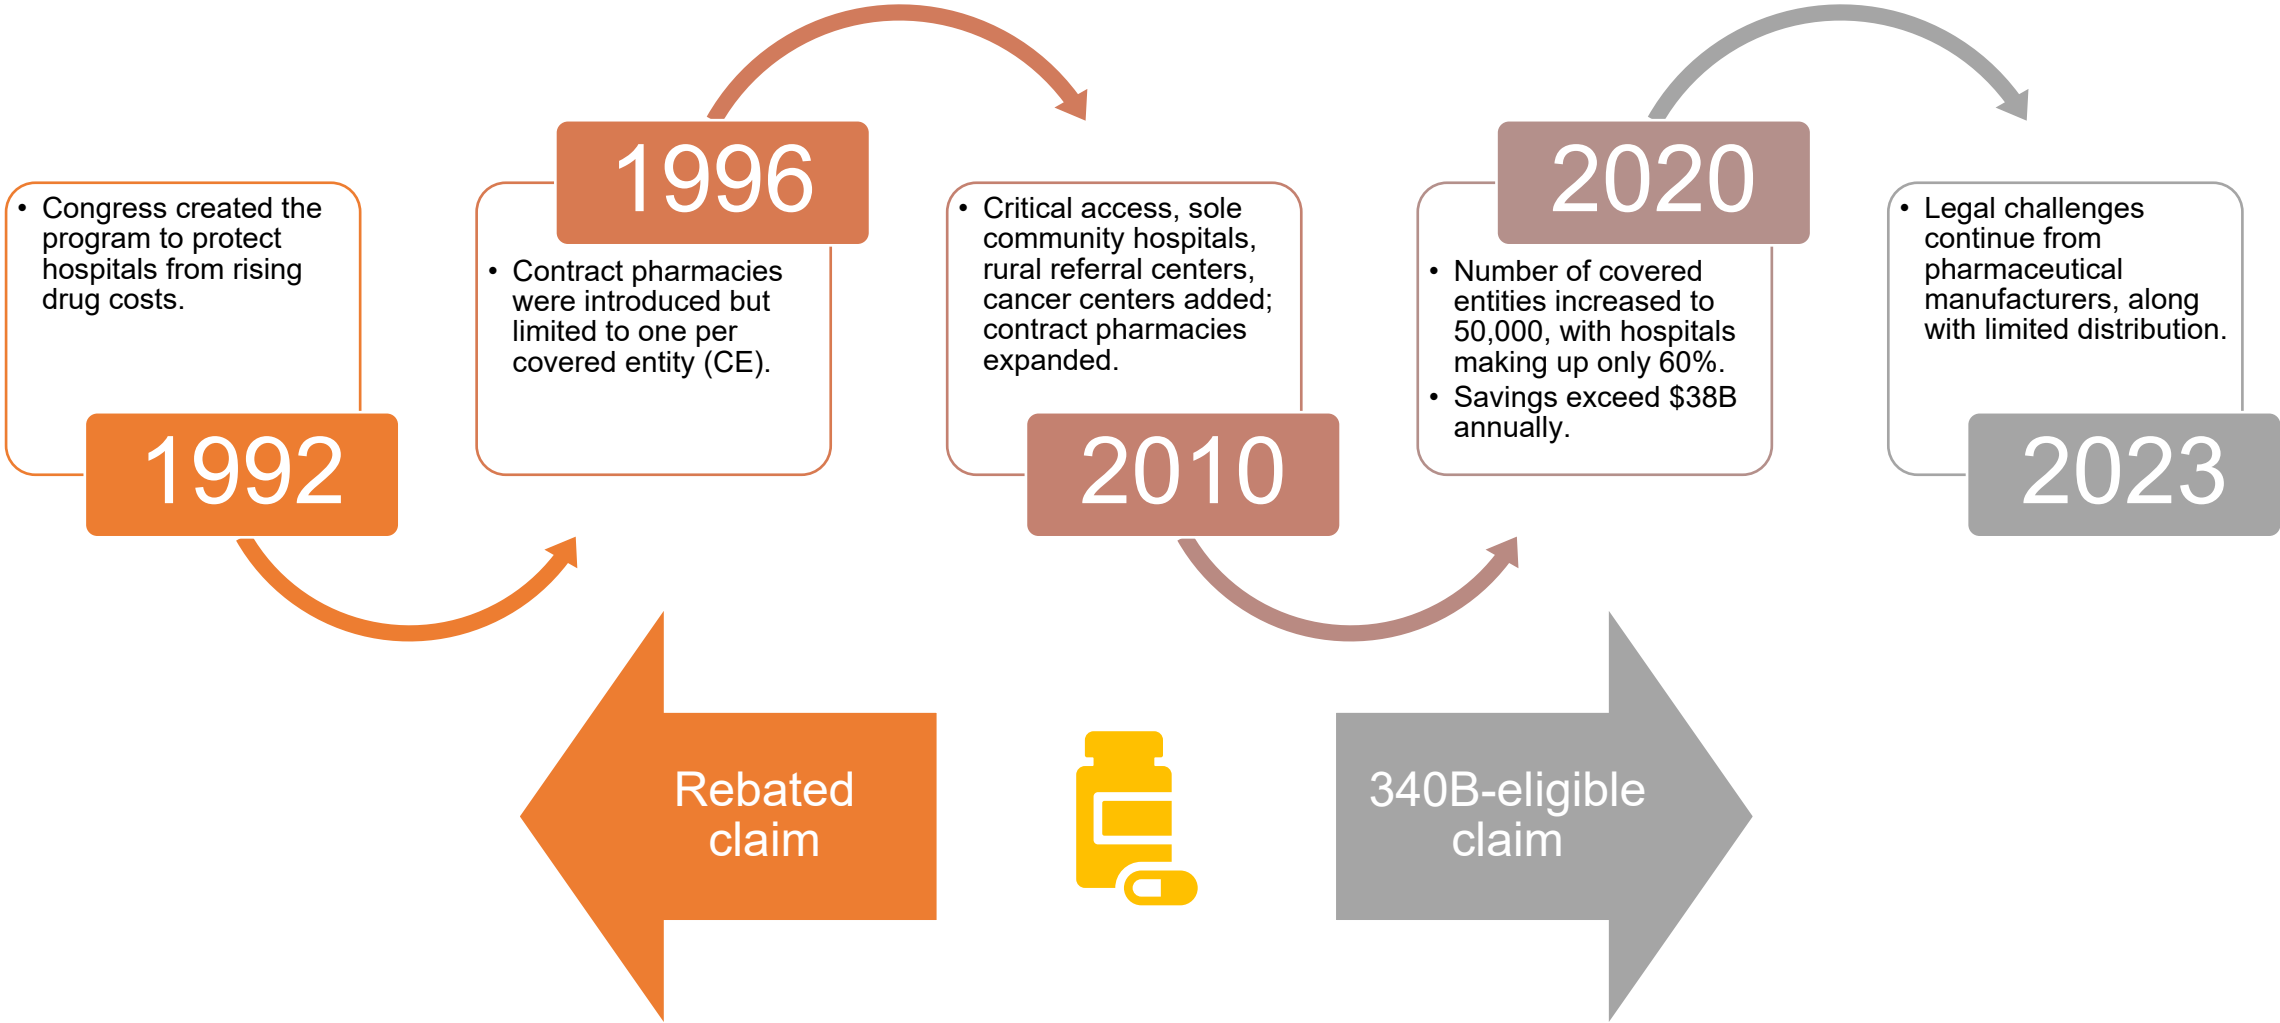 • Congress created the
program to protect
hospitals from rising
drug costs.
1992
1996
• Contract pharmacies
were introduced but
limited to one per
covered entity (CE).
• Critical access, sole
community hospitals,
rural referral centers,
cancer centers added;
contract pharmacies
expanded.
2010
2020
• Number of covered
entities increased to
50,000, with hospitals
making up only 60%.
• Savings exceed $38B
annually.
• Legal challenges
continue from
pharmaceutical
manufacturers, along
with limited distribution.
2023
Rebated
claim
340B-eligible
claim